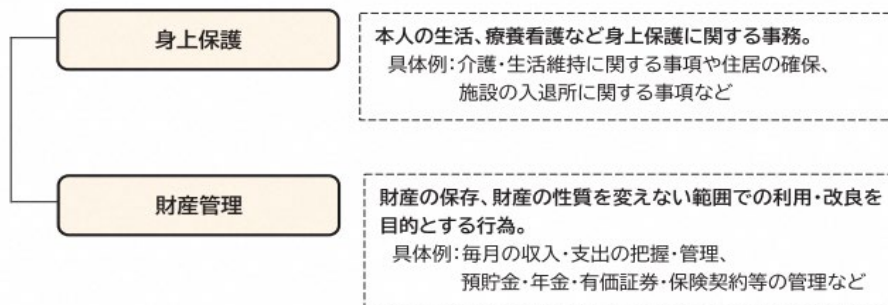 身上保護
本人の生活、療養看護など身上保護に関する事務。
具体例：介護・生活維持に関する事項や住居の確保、
施設の入退所に関する事項など
財産管理
財産の保存、財産の性質を変えない範囲での利用・改良を
目的とする行為。
具体例：毎月の収入・支出の把握・管理、
預貯金・年金・有価証券・保険契約等の管理など